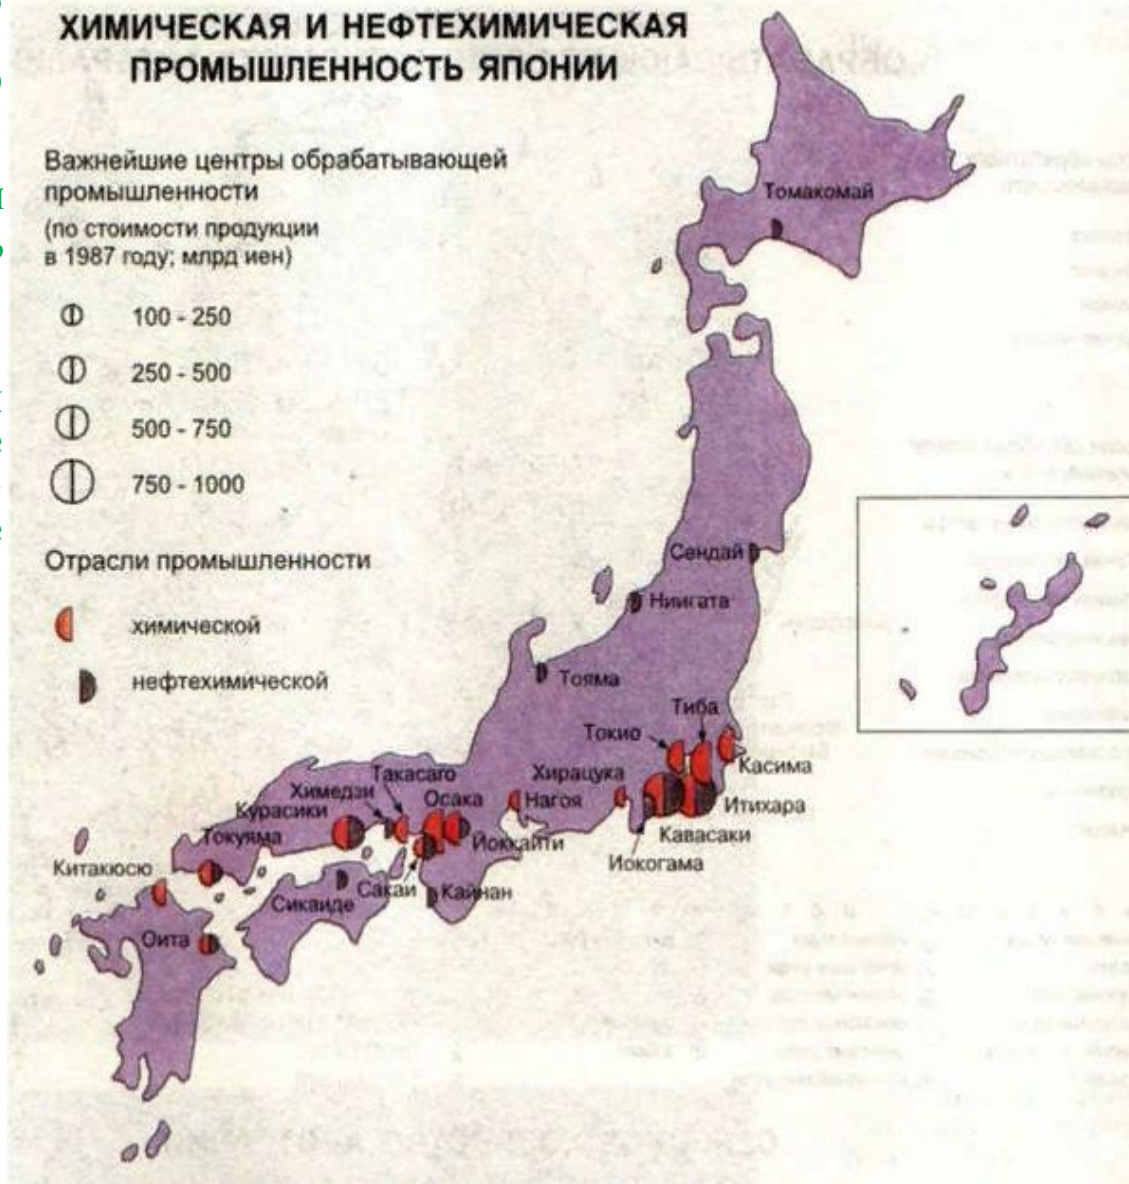 ХИМИЧЕСКАЯ И НЕФТЕХИМИЧЕСКАЯ
ПРОМЫШЛЕННОСТЬ ЯПОНИИ
Важнейшие центры обрабатывающей
промышленности
(по стоимости продукции
в 1987 году; млрд иен)
100 - 250
250 - 500
500 - 750
750 - 1000
Отрасли промышленности
химической
нефтехимической
Томакомай
Сендай
Ниигата
Тояма
Тиба
Токио
Касима
Хирацука
Такасаго
Химедзи
Осака
Нагоя
Итихара
Курасики
Токуяма
Йоккайти
Кавасаки
Иокогама
Китакюсю
Сикаиде
Сакаи
Кайнан
Оита